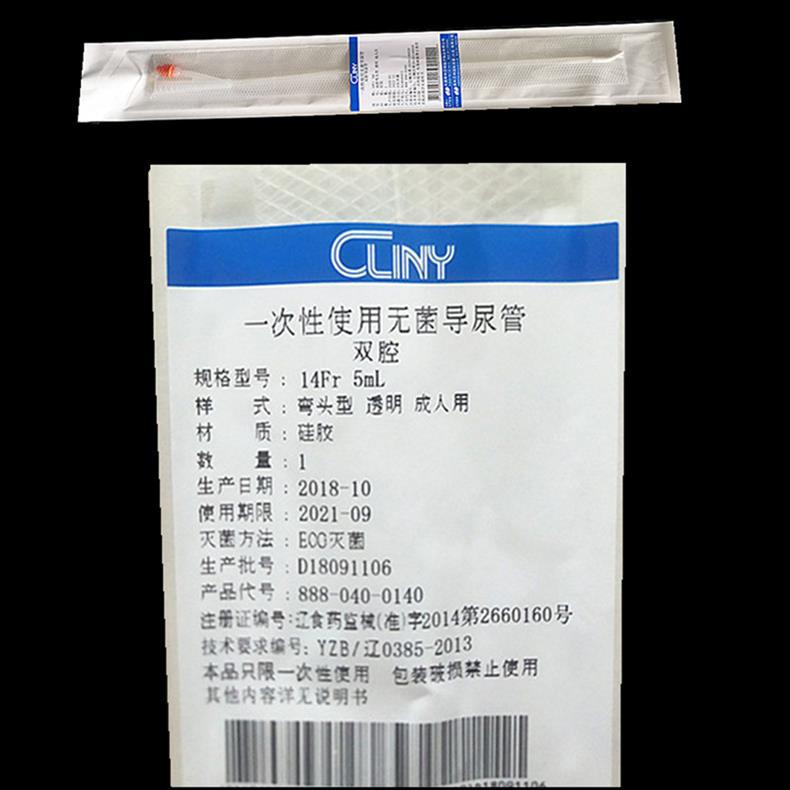 CLINY
CLINY
一次性使用无菌导尿管
双腔
规格型号: 14Fr 5mL
样 式: 弯头型 透明 成人用
材 质: 硅胶
数 量: 1
生产日期: 2018-10
使用期限: 2021-09
灭菌方法: EOG灭菌
生产批号: D18091106
产品代号: 888-040-0140
注册证编号:辽食药监械(准)字2014第2660160号
技术要求编号: YZB/辽0385-2013
本品只限一次性使用 包装破损禁止使用
其他内容详见说明书